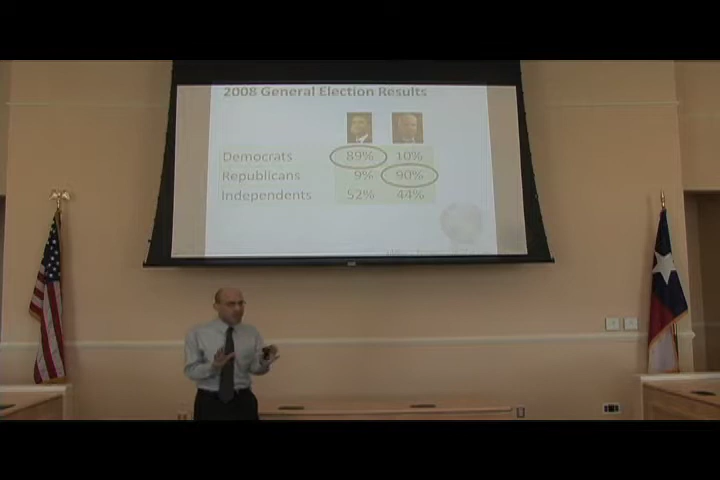 2008 General Election Results
Democrats 89% 10%
Republicans 9% 90%
Independents 52% 44%